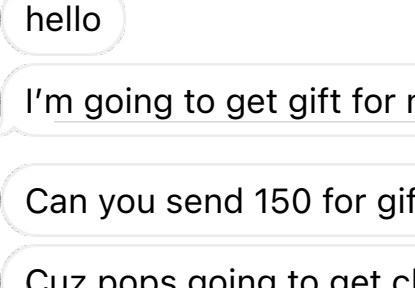 hello
I'm going to get gift for
Can you send 150 for
Cuz pops going to get